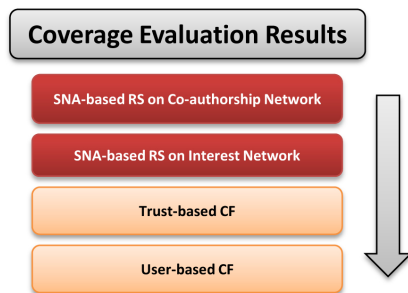 Coverage Evaluation Results
SNA-based RS on Co-authorship Network
SNA-based RS on Interest Network
Trust-based CF
User-based CF